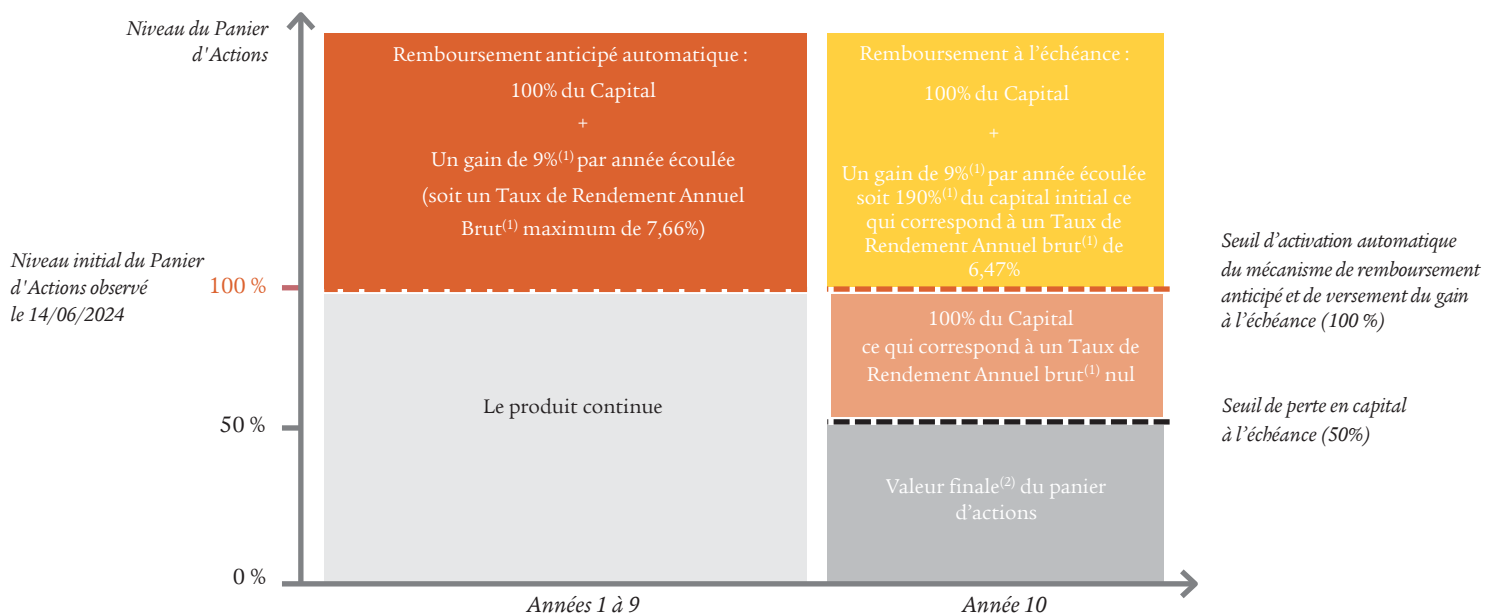 Niveau du Panier
d'Actions
Remboursement anticipé automatique :
100% du Capital
+
Un gain de 9%(1) par année écoulée
(soit un Taux de Rendement Annuel
Brut(1) maximum de 7,66%)
Remboursement à l'échéance :
100% du Capital
+
Un gain de 9%(1) par année écoulée
soit 190%(1) du capital initial ce
qui correspond à un Taux de
Rendement Annuel brut(1) de
6,47%
Niveau initial du Panier
d'Actions observé
le 14/06/2024
100 %
Seuil d’activation automatique
du mécanisme de remboursement
anticipé et de versement du gain
à l’échéance (100 %)
100% du Capital
ce qui correspond à un Taux de
Rendement Annuel brut(1) nul
Le produit continue
50 %
Seuil de perte en capital
à l’échéance (50%)
Valeur finale(2) du panier
d’actions
0 %
Années 1 à 9
Année 10